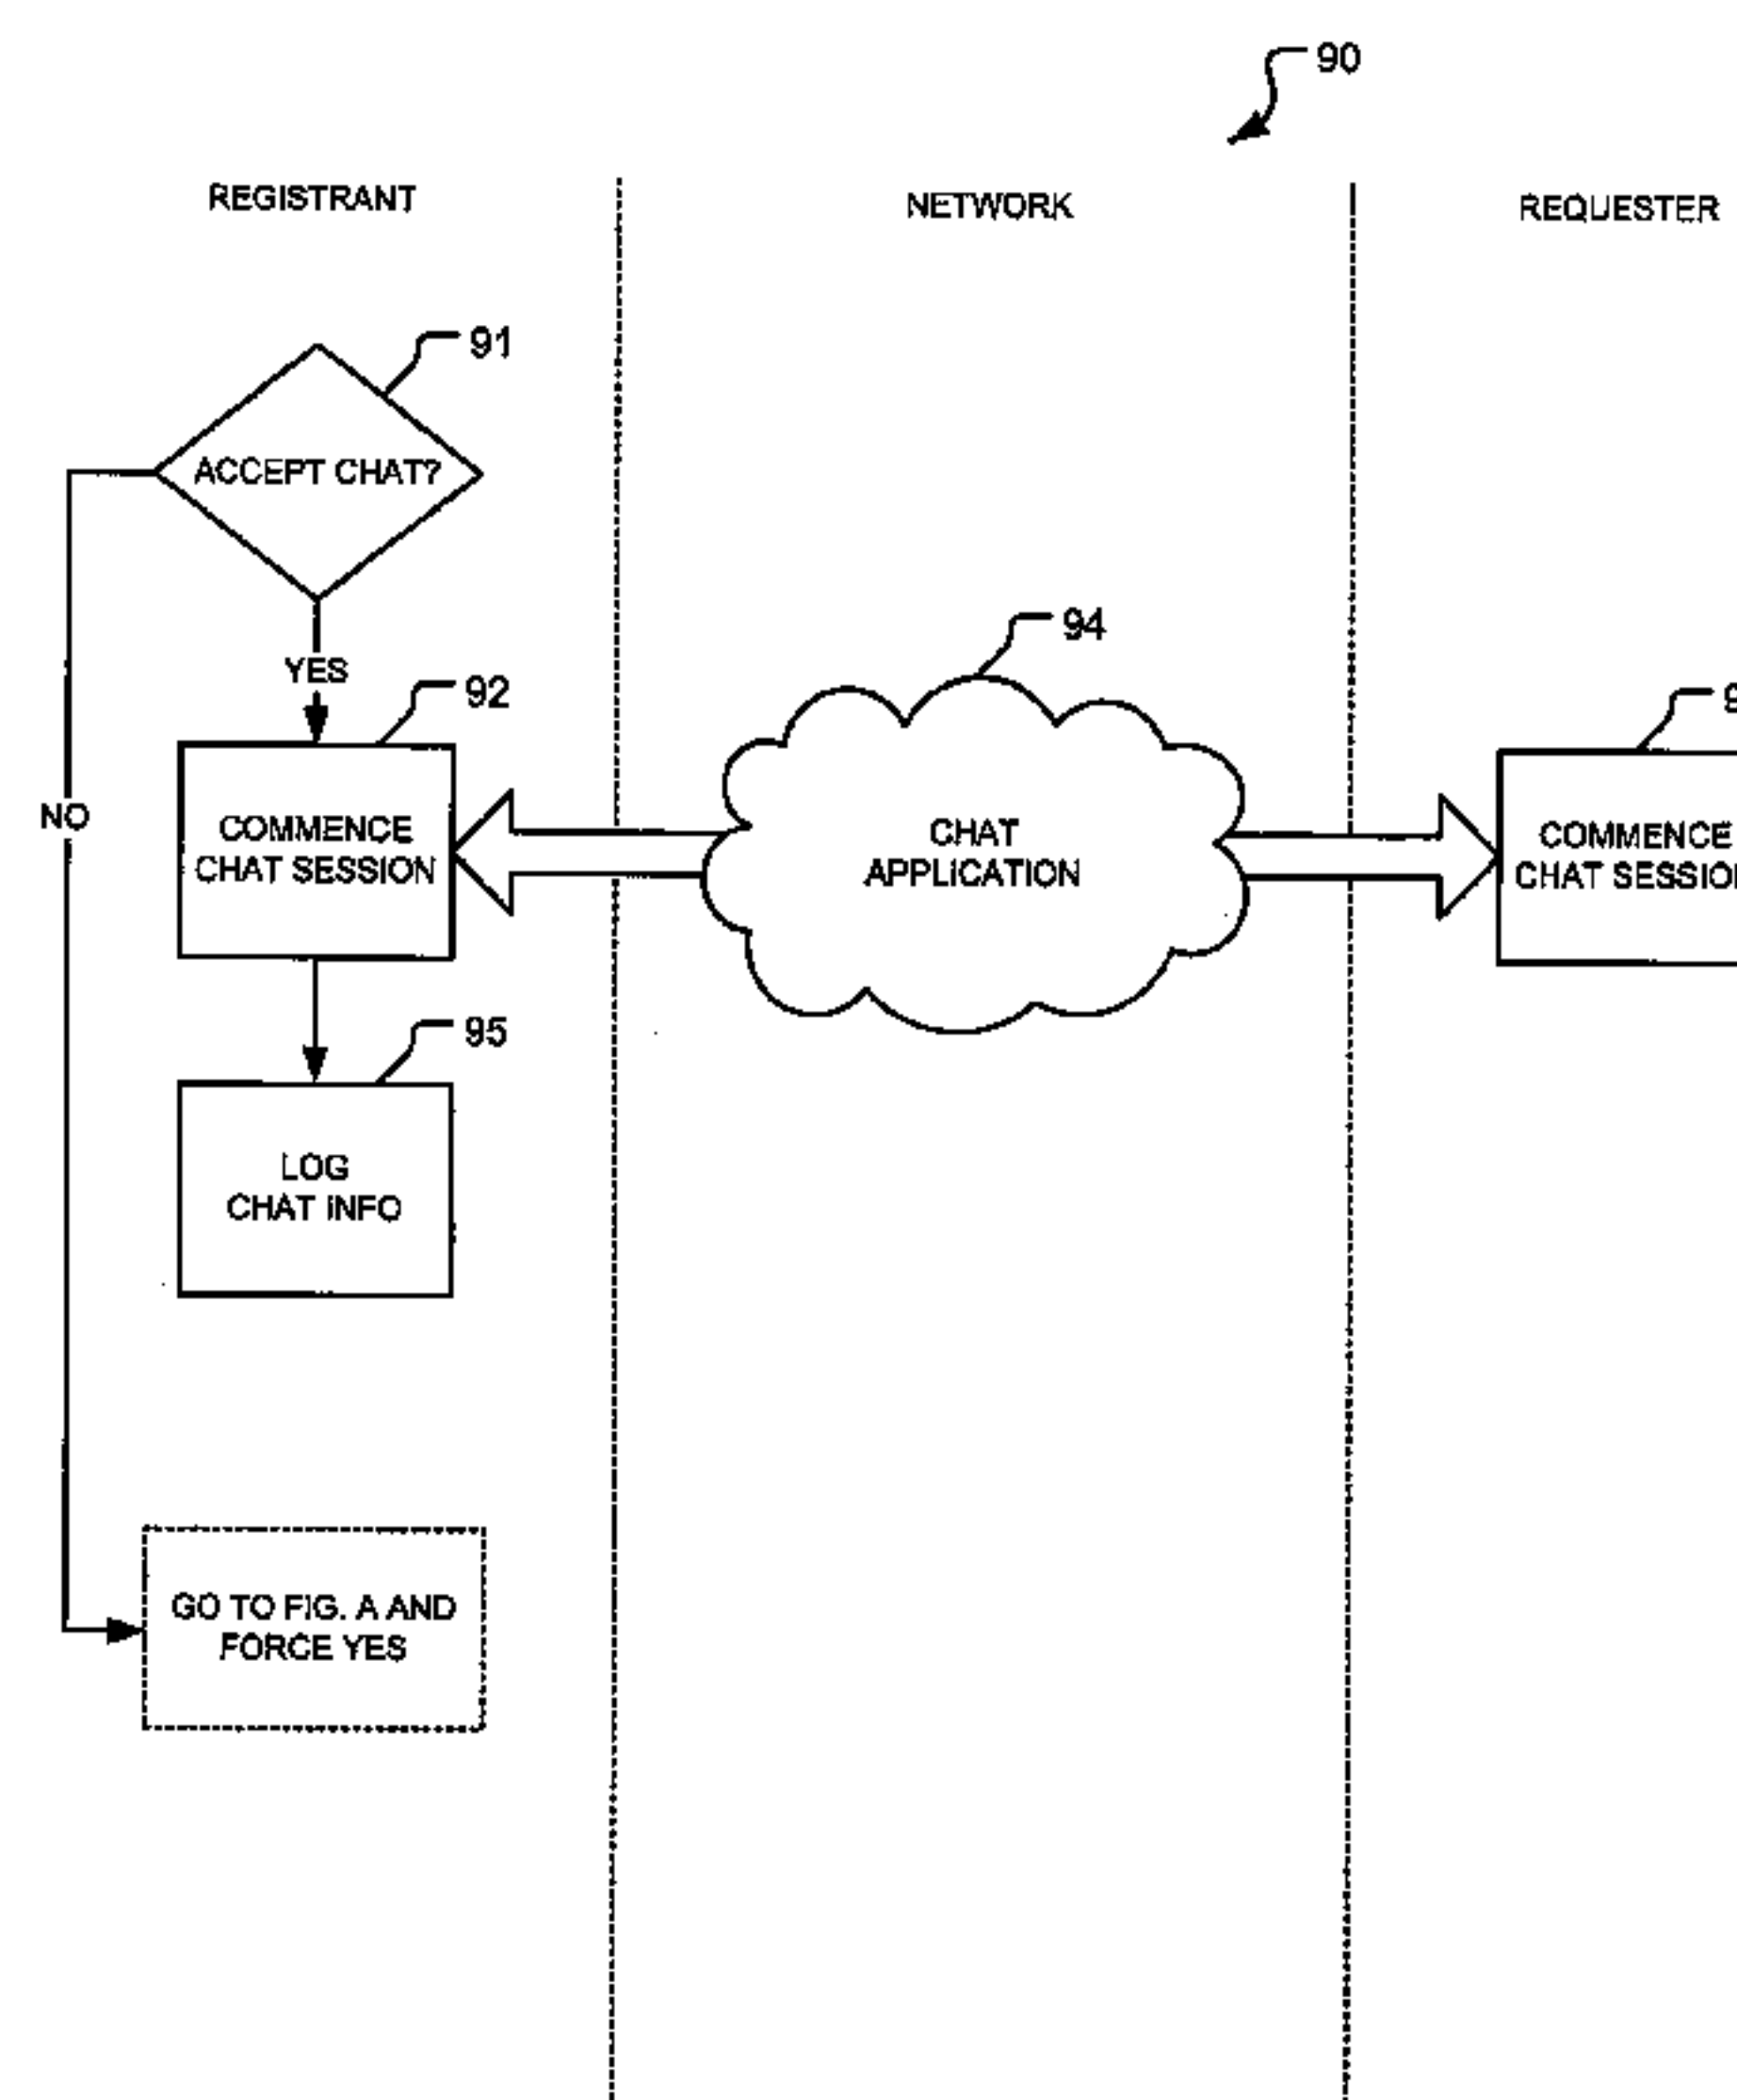 90
REGISTRANT
NETWORK
REQUESTER
91
ACCEPT CHAT?
YES
NO
92
COMMENCE
CHAT SESSION
94
CHAT
APPLICATION
COMMENCE
CHAT
95
LOG
CHAT INFO
GO TO FIG. A AND
FORCE YES